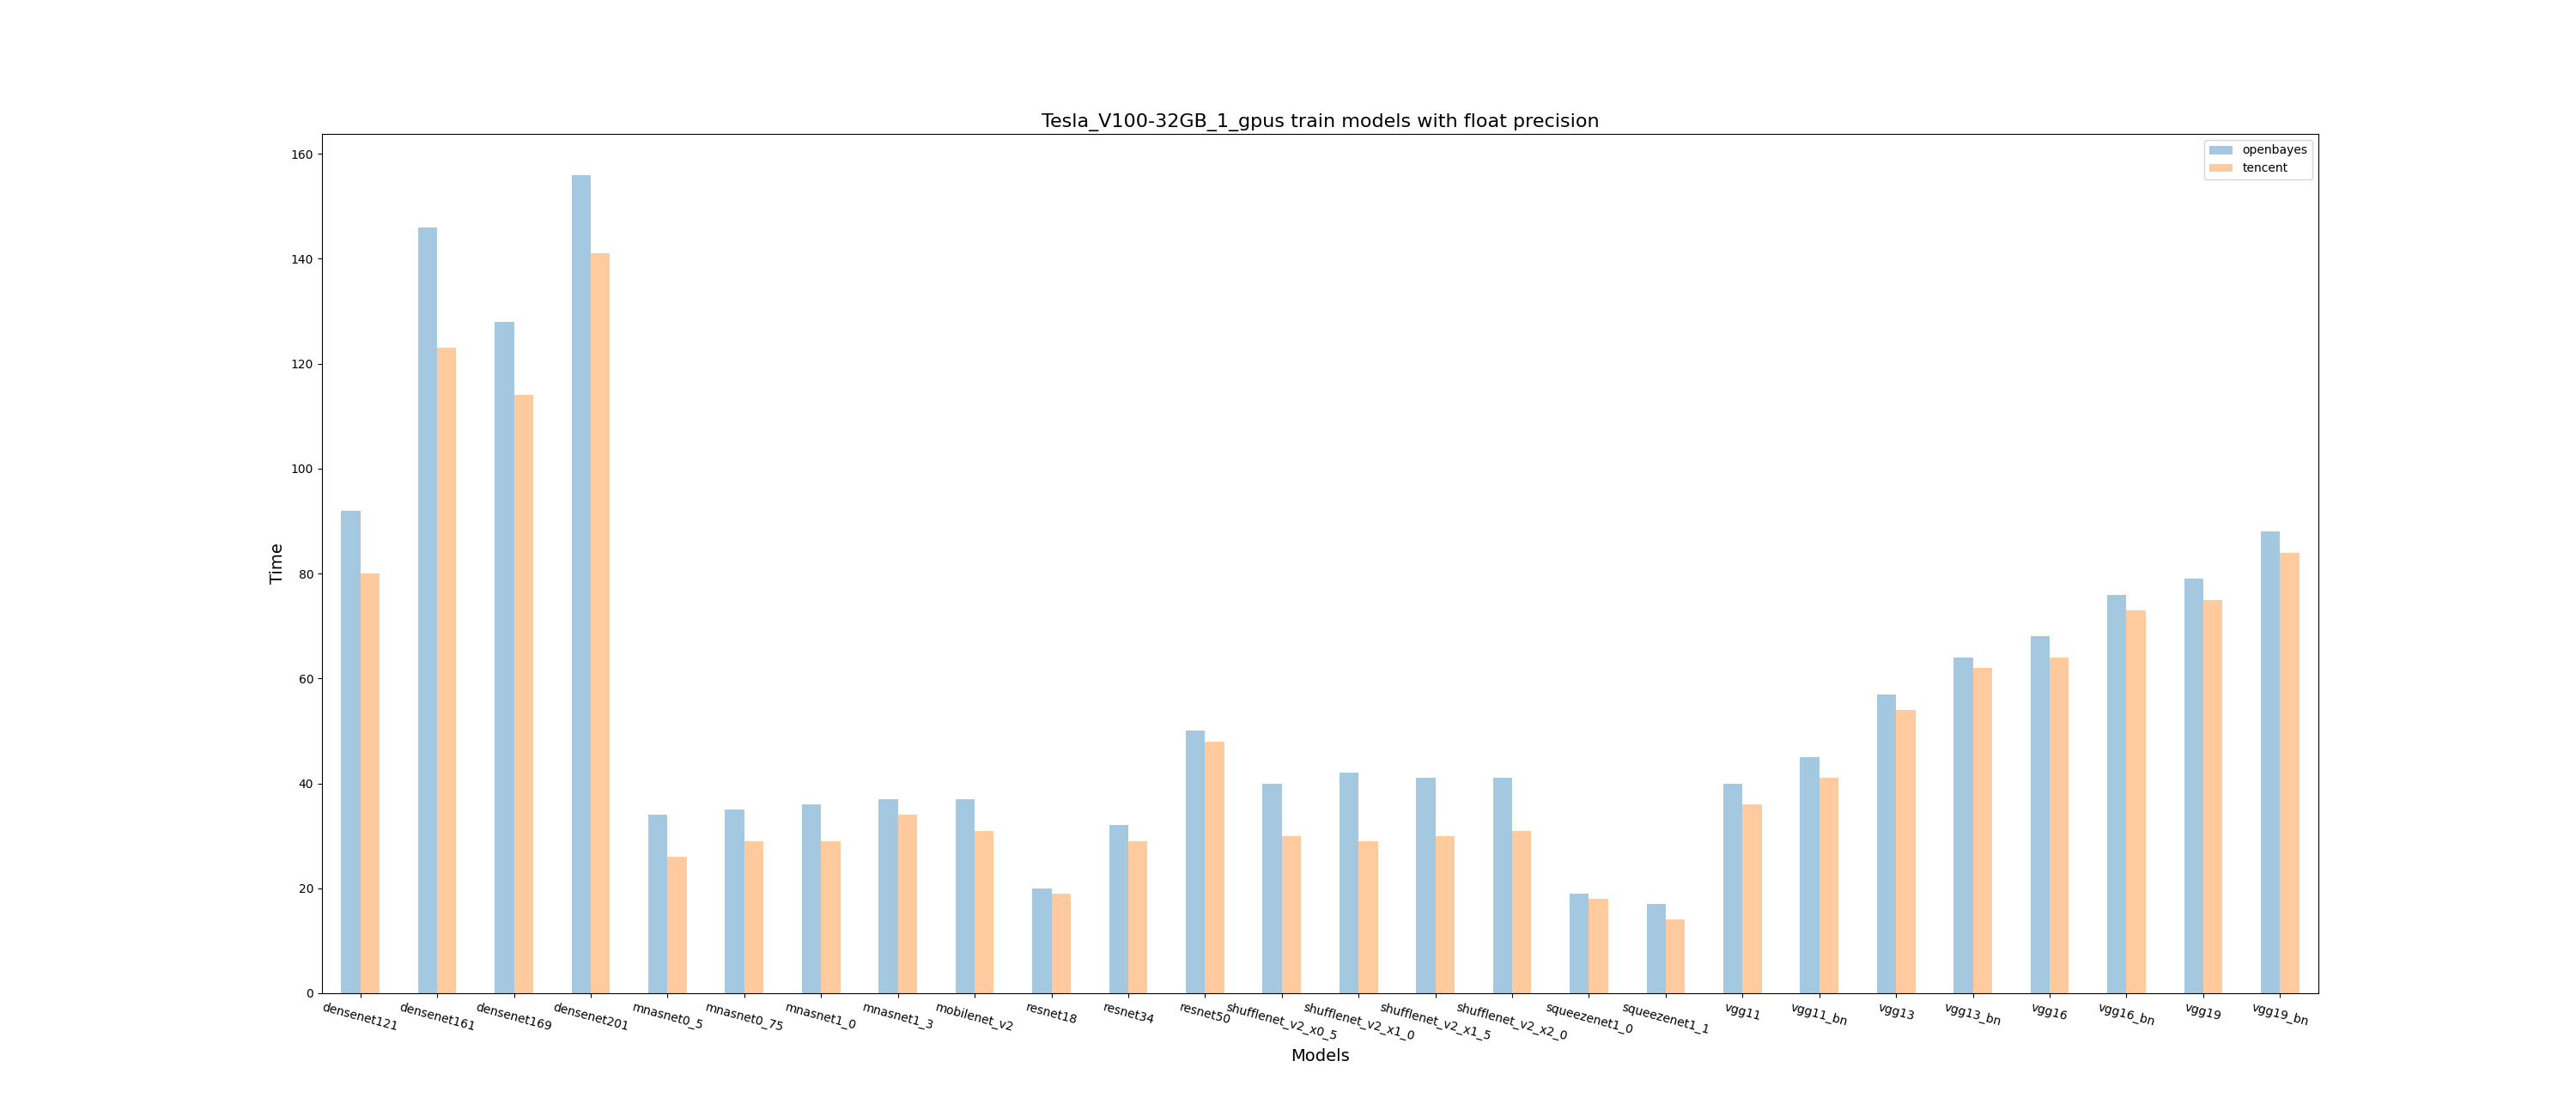 Tesla_V100-32GB_1_gpus train models with float precision
openbayes
tencent
160
140
120
100
80
60
40
20
0
Time
densenet121
densenet161
densenet169
densenet201
mnasnet0_5
mnasnet0_75
mnasnet1_0
mnasnet1_3
mobilenet_v2
resnet18
resnet34
resnet50
shufflenet_v2_x0_5
shufflenet_v2_x1_0
shufflenet_v2_x1_5
shufflenet_v2_x2_0
squeezenet1_0
squeezenet1_1
vgg11
vgg11_bn
vgg13
vgg13_bn
vgg16
vgg16_bn
vgg19
vgg19_bn
Models